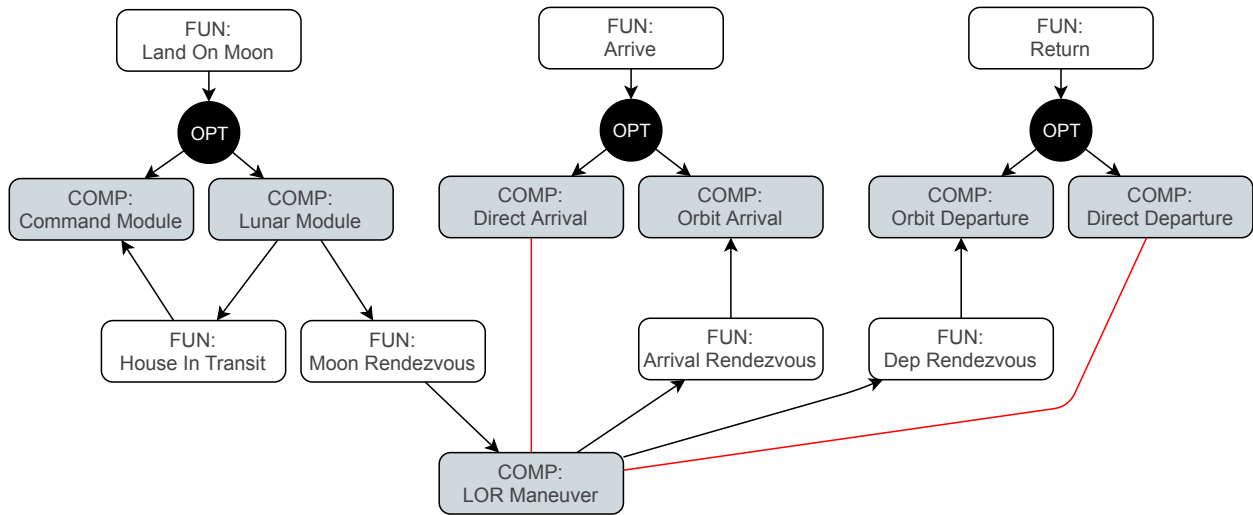 FUN:
Land On Moon
FUN:
Arrive
FUN:
Return
OPT
OPT
OPT
COMP:
Command Module
COMP:
Lunar Module
COMP:
Direct Arrival
COMP:
Orbit Arrival
COMP:
Orbit Departure
COMP:
Direct Departure
FUN:
House In Transit
FUN:
Moon Rendezvous
FUN:
Arrival Rendezvous
FUN:
Dep Rendezvous
COMP:
LOR Maneuver